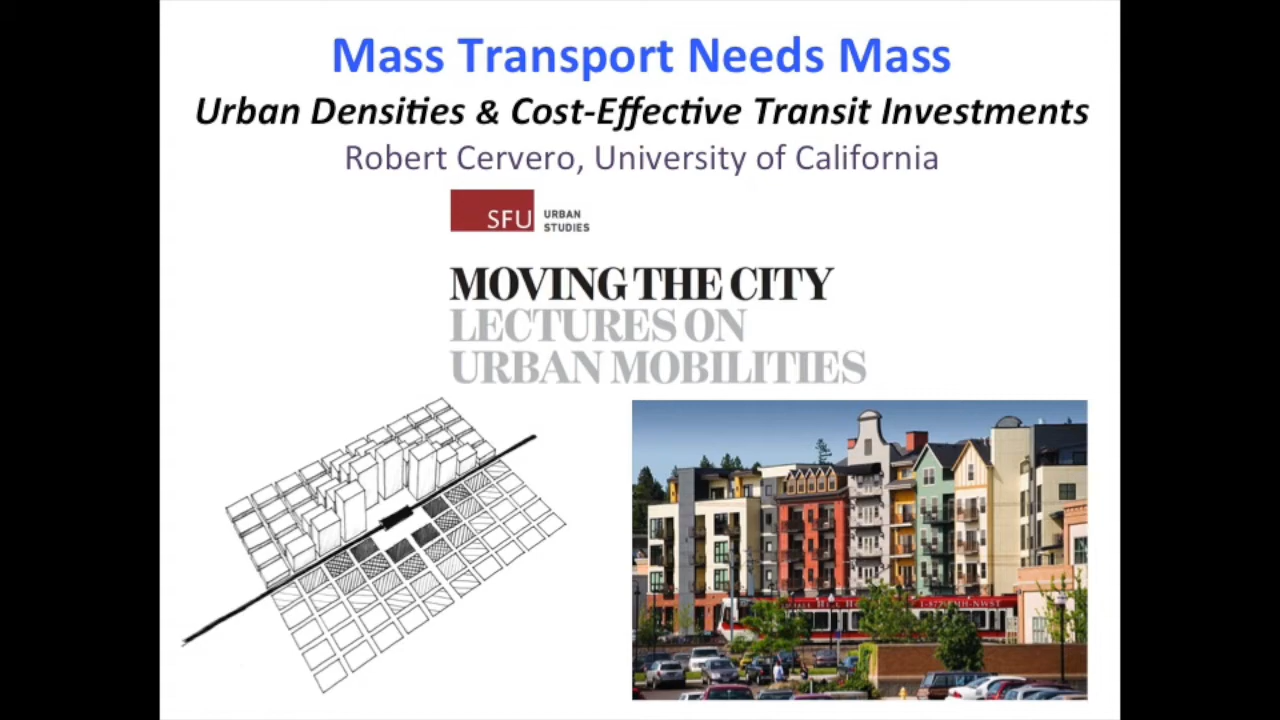 Mass Transport Needs Mass
Urban Densities & Cost-Effective Transit Investments
Robert Cervero, University of California
SFU URBAN
STUDIES
MOVING THE CITY
LECTURES ON
URBAN MOBILITIES